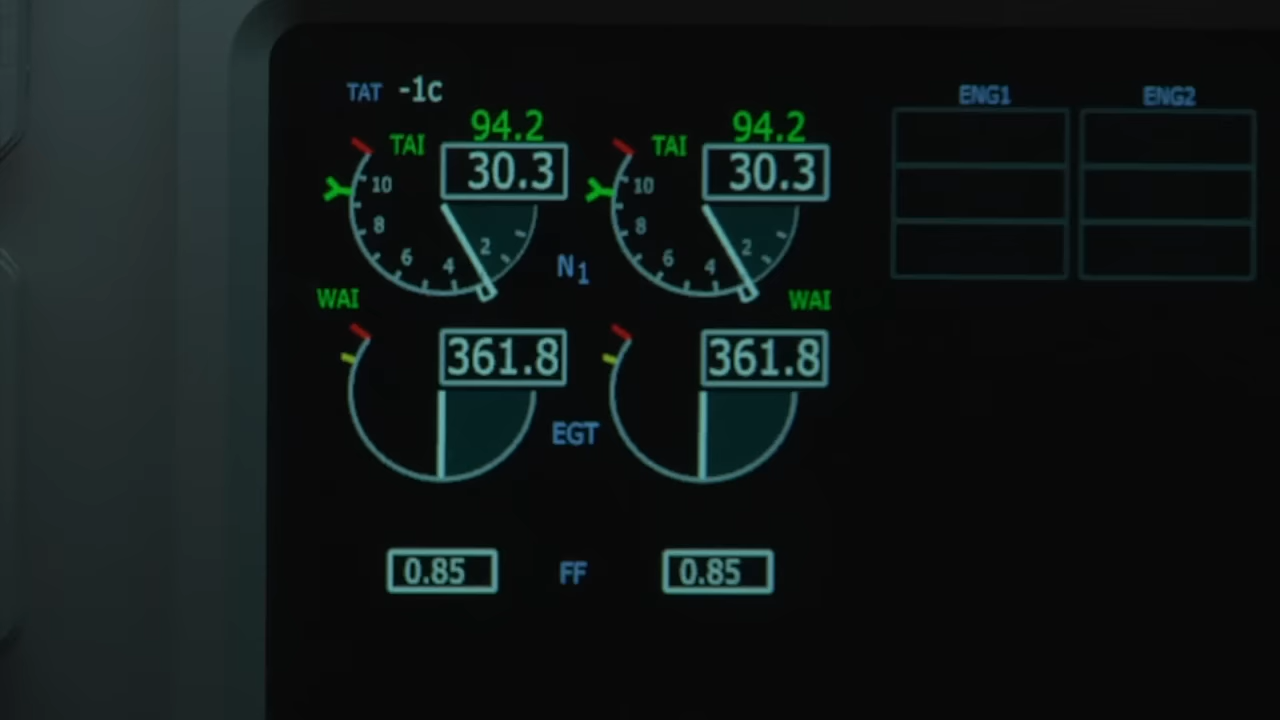 TAT -1c
ENG1 ENG2
94.2 94.2
TAI 30.3 TAI 30.3
10 10
8 8
6 4 2 6 4 2
N1
WAI WAI
361.8 361.8
EGT
0.85 FF 0.85